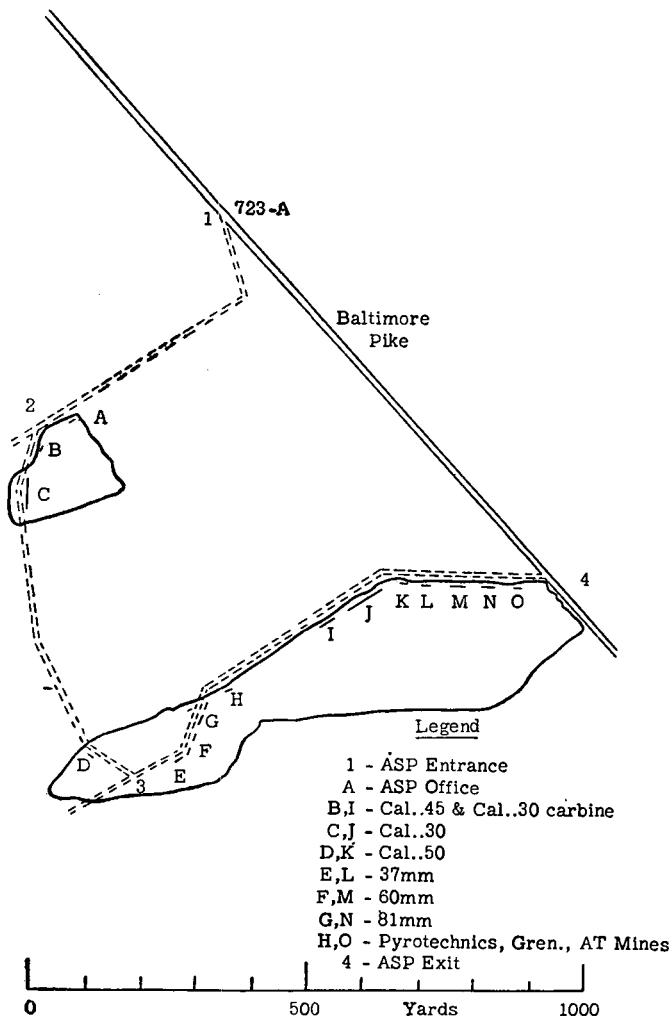 723-A
1
Baltimore
Pike
2
A
B
C
4
K L M N O
J
I
H
G
D
F
E
3
Legend
1 - ASP Entrance
A - ASP Office
B,I - Cal..45 & Cal..30 carbine
C,J - Cal..30
D,K - Cal..50
E,L - 37mm
F,M - 60mm
G,N - 81mm
H,O - Pyrotechnics, Gren., AT Mines
4 - ASP Exit
0 500 Yards 1000